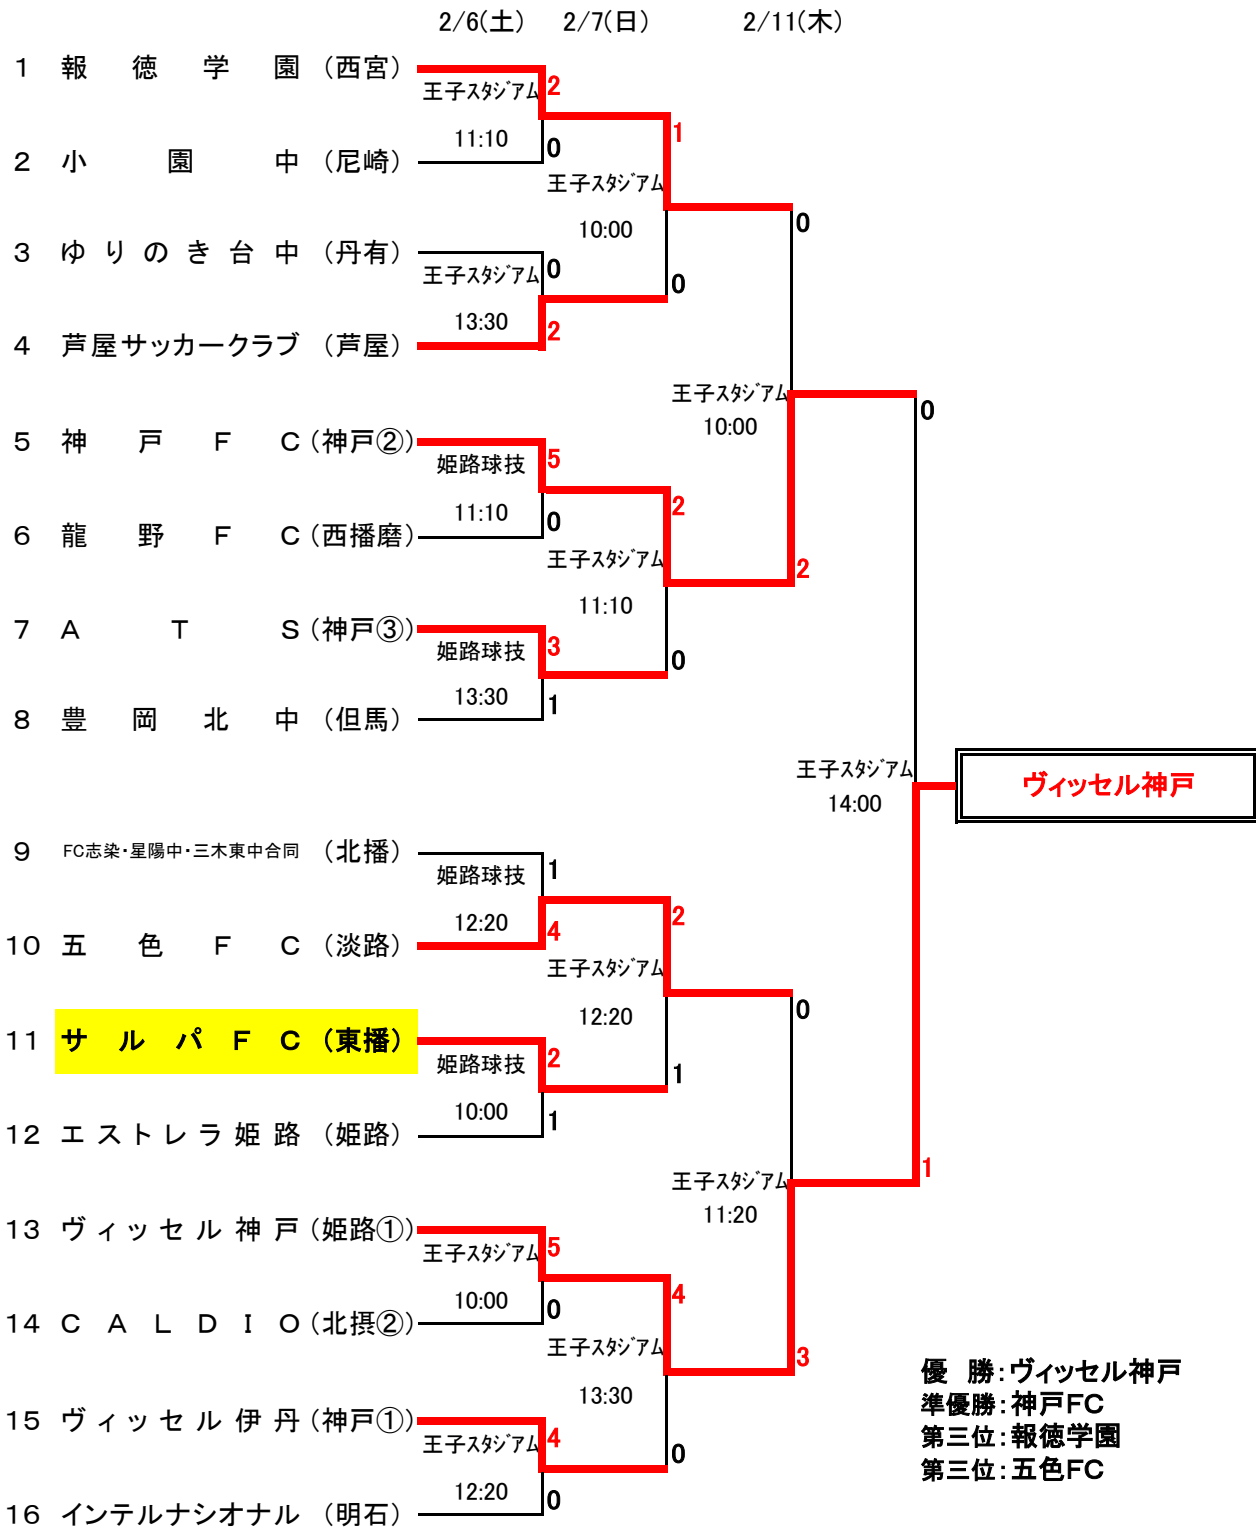 2/6(土) 2/7(日) 2/11(木)
1 報徳学園(西宮)
王子スタジアム 2
11:10 0
1
2 小園中(尼崎)
王子スタジアム
10:00
0
3 ゆりのき台中(丹有)
王子スタジアム 0
0
13:30 2
4 芦屋サッカークラブ(芦屋)
王子スタジアム
10:00
0
5 神戸FC(神戸②)
姫路球技 5
11:10 0
2
6 龍野FC(西播磨)
王子スタジアム
2
11:10
7 ATS(神戸③)
姫路球技 3
0
13:30 1
8 豊岡北中(但馬)
王子スタジアム
14:00
ヴィッセル神戸
9 FC志染・星陽中・三木東中合同(北播)
姫路球技 1
12:20 4
2
10 五色FC(淡路)
王子スタジアム
12:20
0
11 サルパFC(東播)
姫路球技 2
1
10:00 1
12 エストレラ姫路(姫路)
1
王子スタジアム
11:20
13 ヴィッセル神戸(姫路①)
王子スタジアム 5
10:00 0
4
14 CALDIO(北摂②)
王子スタジアム
3
13:30
15 ヴィッセル伊丹(神戸①)
王子スタジアム 4
0
12:20 0
16 インテルナシオナル(明石)
優 勝:ヴィッセル神戸
準優勝:神戸FC
第三位:報徳学園
第三位:五色FC